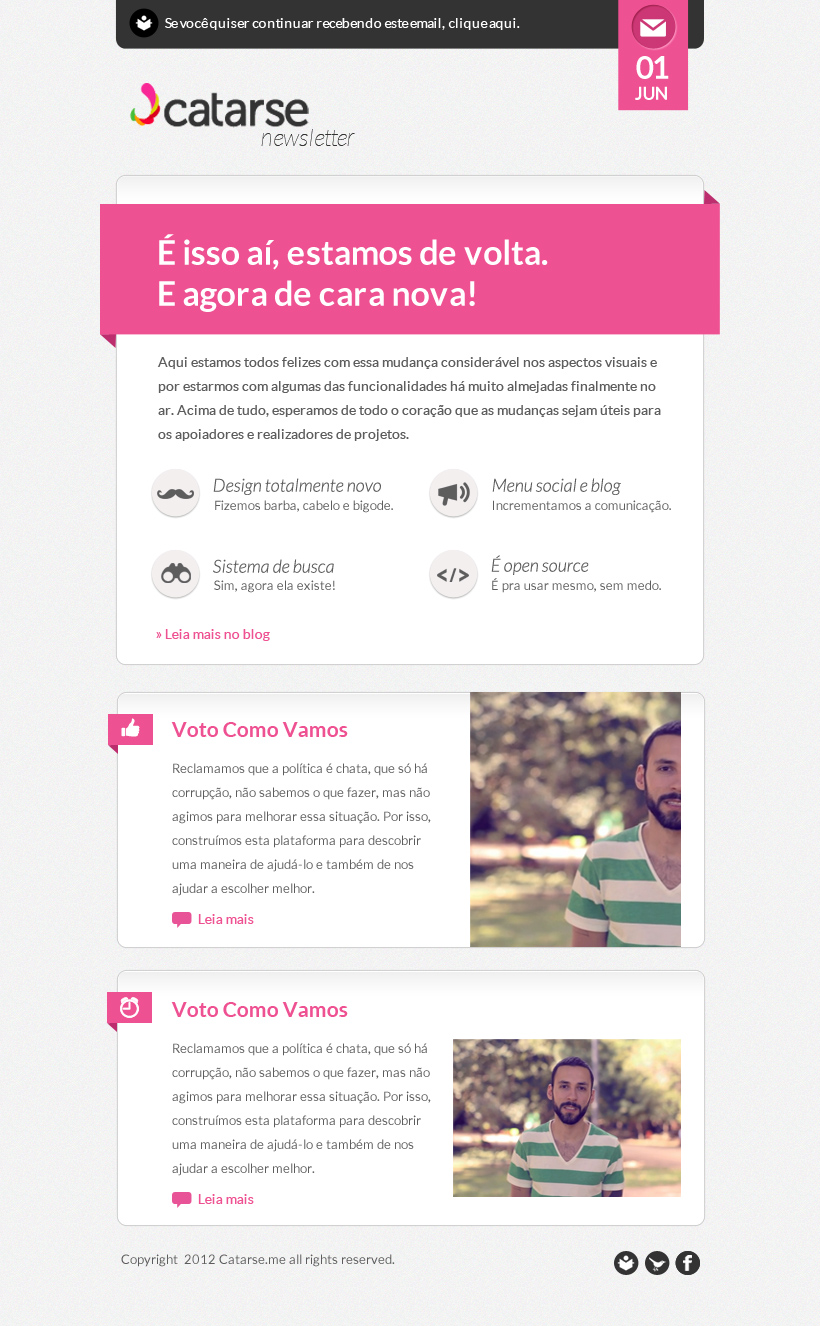 Se você quiser continuar recebendo este email, clique aqui.
01
JUN
catarse
newsletter
É isso aí, estamos de volta.
E agora de cara nova!
Aqui estamos todos felizes com essa mudança considerável nos aspectos visuais e
por estarmos com algumas das funcionalidades há muito almejadas finalmente no
ar. Acima de tudo, esperamos de todo o coração que as mudanças sejam úteis para
os apoiadores e realizadores de projetos.
Design totalmente novo
Fizemos barba, cabelo e bigode.
Menu social e blog
Incrementamos a comunicação.
Sistema de busca
Sim, agora ela existe!
</>
É open source
É pra usar mesmo, sem medo.
» Leia mais no blog
Voto Como Vamos
Reclamamos que a política é chata, que só há
corrupção, não sabemos o que fazer, mas não
agimos para melhorar essa situação. Por isso,
construímos esta plataforma para descobrir
uma maneira de ajudá-lo e também de nos
ajudar a escolher melhor.
Leia mais
Voto Como Vamos
Reclamamos que a política é chata, que só há
corrupção, não sabemos o que fazer, mas não
agimos para melhorar essa situação. Por isso,
construímos esta plataforma para descobrir
uma maneira de ajudá-lo e também de nos
ajudar a escolher melhor.
Leia mais
Copyright 2012 Catarse.me all rights reserved.